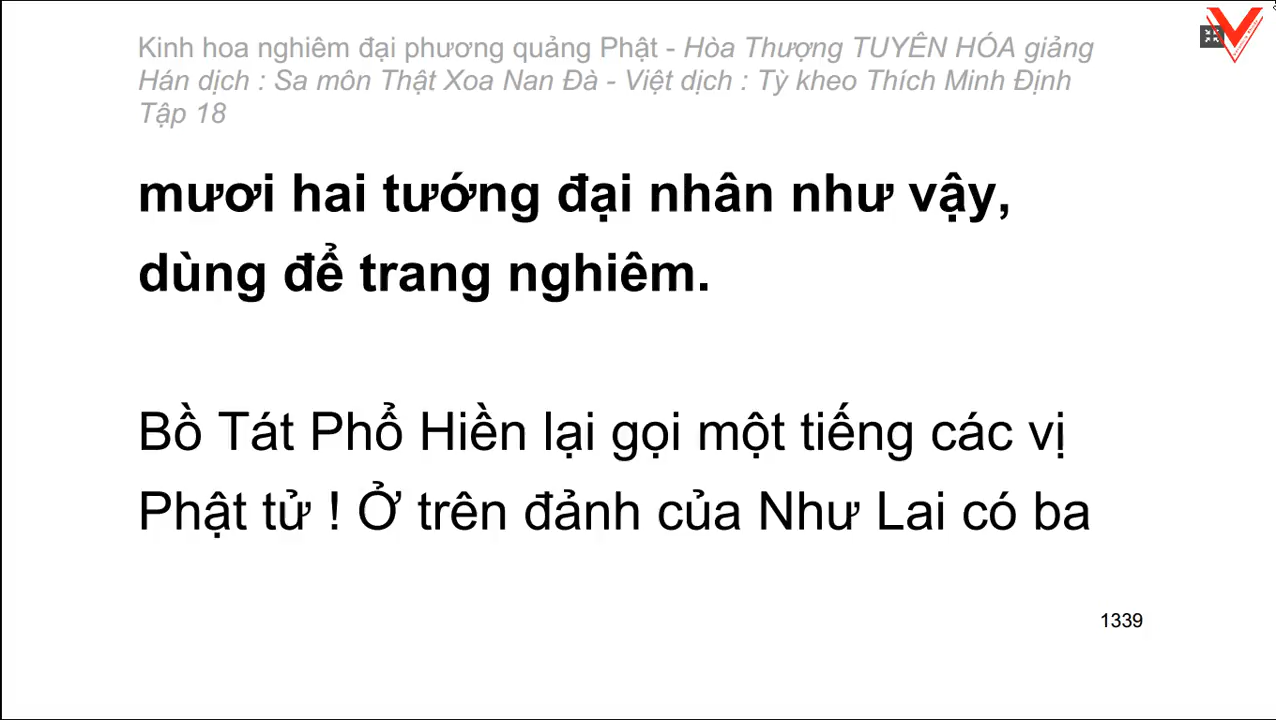 Kinh hoa nghiêm đại phương quảng Phật - Hòa Thượng TUYÊN HÓA giảng
Hán dịch : Sa môn Thật Xoa Nan Đà - Việt dịch : Tỳ kheo Thích Minh Định
Tập 18
mươi hai tướng đại nhân như vậy,
dùng để trang nghiêm.
Bồ Tát Phổ Hiền lại gọi một tiếng các vị
Phật tử ! Ở trên đảnh của Như Lai có ba
1339